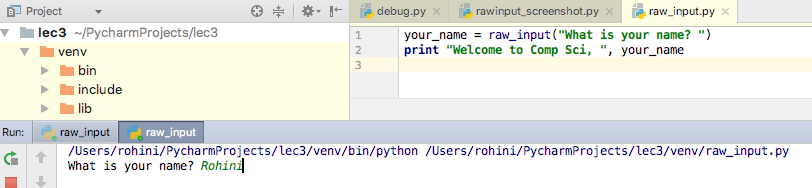 Project
debug.py
rawinput_screenshot.py
raw_input.py
lec3 ~/PycharmProjects/lec3
venv
bin
include
lib
1 your_name = raw_input("What is your name? ")
2 print "Welcome to Comp Sci, ", your_name
3
Run: raw_input raw_input
/Users/rohini/PycharmProjects/lec3/venv/bin/python /Users/rohini/PycharmProjects/lec3/venv/raw_input.py
What is your name? Rohini